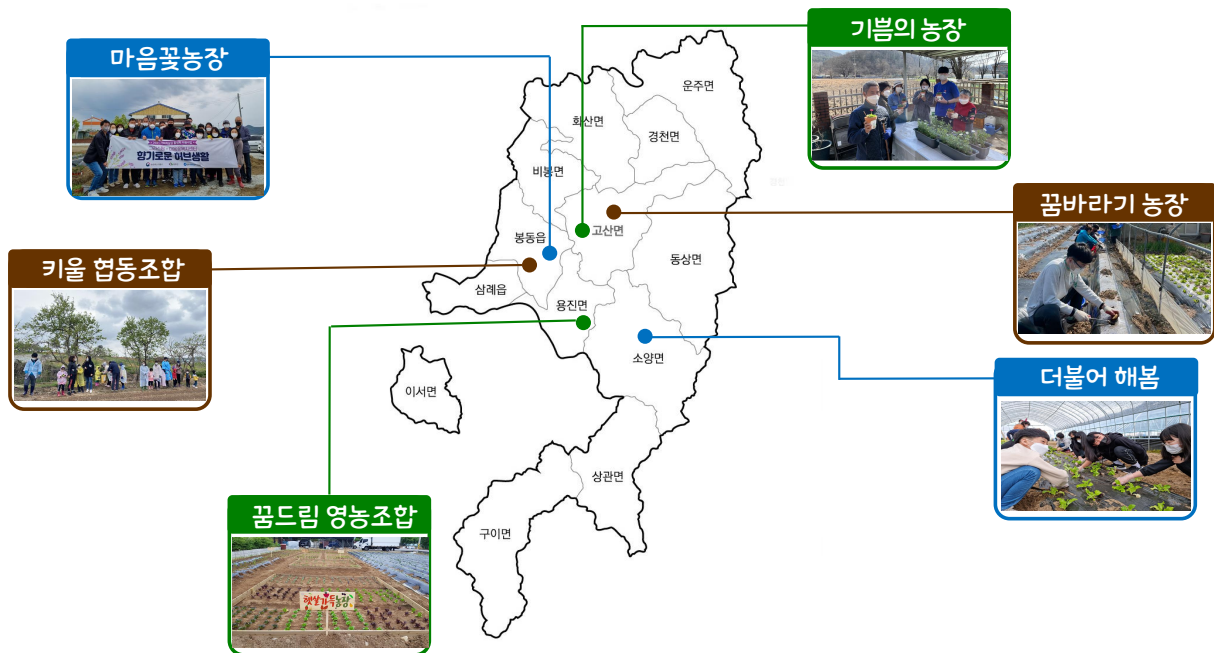 마음꽃농장
향기로운 허브생활
기쁨의 농장
꿈바라기 농장
키울 협동조합
더불어 해봄
꿈드림 영농조합
햇살가득농장
운주면
화산면
경천면
비봉면
고산면
봉동읍
동상면
삼례읍
용진면
소양면
이서면
상관면
구이면